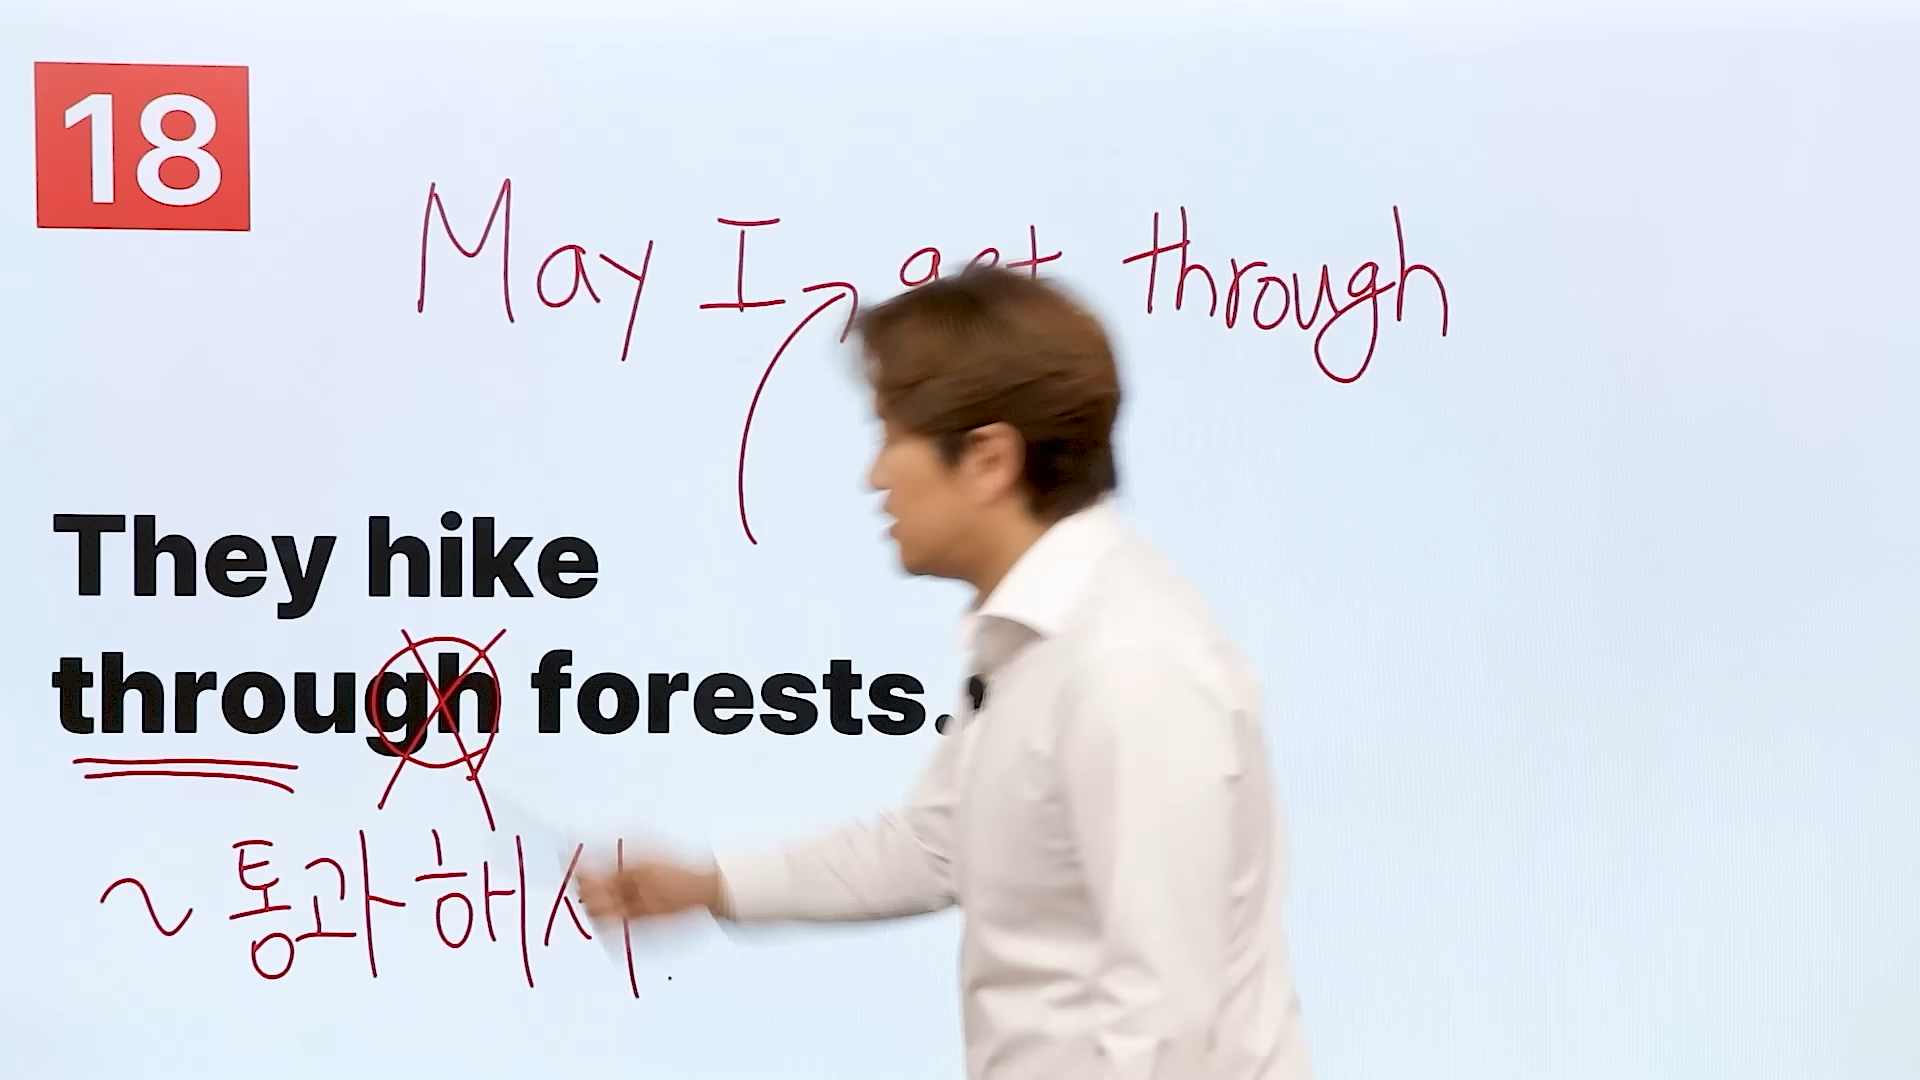 18
May I get through
They hike
through forests.
~통과해서